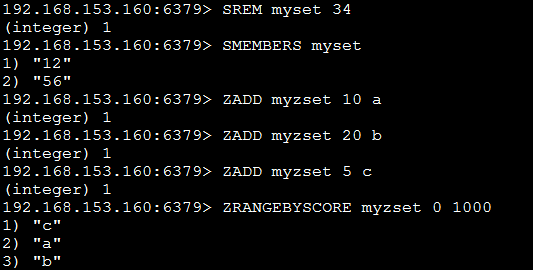 192.168.153.160:6379> SREM myset 34
(integer) 1
192.168.153.160:6379> SMEMBERS myset
1) "12"
2) "56"
192.168.153.160:6379> ZADD myzset 10 a
(integer) 1
192.168.153.160:6379> ZADD myzset 20 b
(integer) 1
192.168.153.160:6379> ZADD myzset 5 c
(integer) 1
192.168.153.160:6379> ZRANGEBYSCORE myzset 0 1000
1) "c"
2) "a"
3) "b"